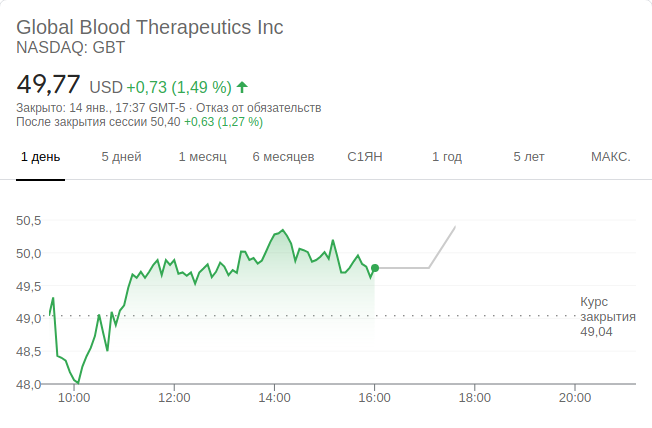 Global Blood Therapeutics Inc
NASDAQ: GBT
49,77 USD +0,73 (1,49 %)
Закрыто: 14 янв., 17:37 GMT-5 · Отказ от обязательств
После закрытия сессии 50,40 +0,63 (1,27 %)
1 день 5 дней 1 месяц 6 месяцев С1ЯН 1 год 5 лет МАКС.
50,5
50,0
49,5
49,0
48,5
48,0
Курс
закрытия
49,04
10:00 12:00 14:00 16:00 18:00 20:00